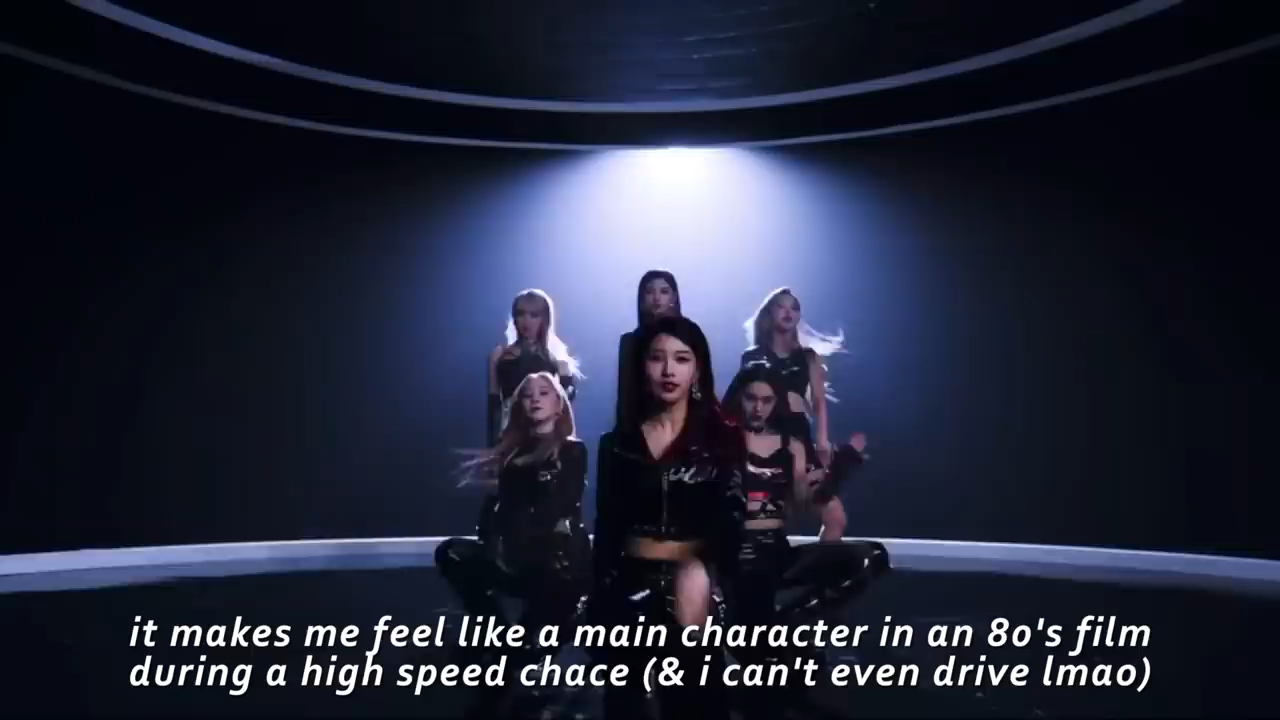 it makes me feel like a main character in an 80's film
during a high speed chace (& i can't even drive lmao)